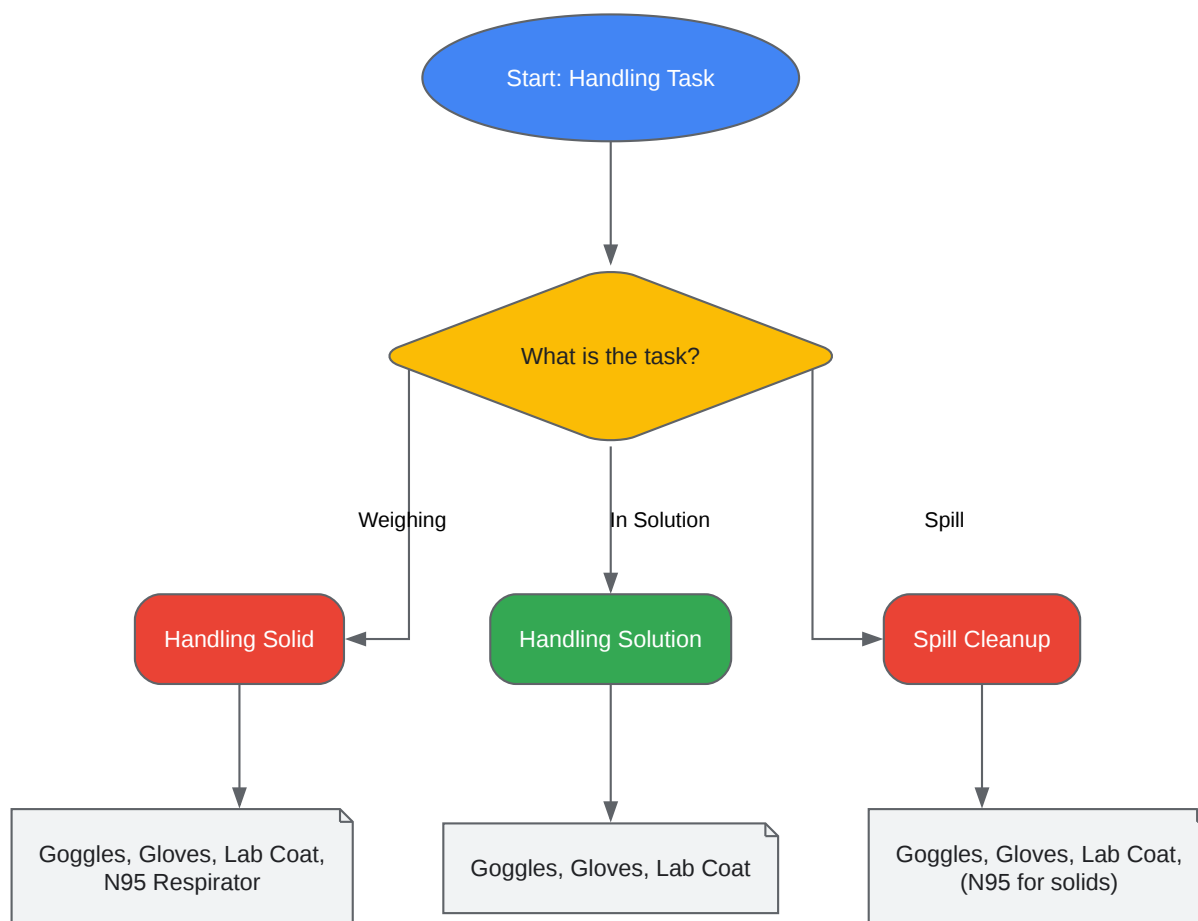 Start: Handling Task
What is the task?
Weighing
In Solution
Spill
Handling Solid
Handling Solution
Spill Cleanup
Goggles, Gloves, Lab Coat,
N95 Respirator
Goggles, Gloves, Lab Coat
Goggles, Gloves, Lab Coat,
(N95 for solids)